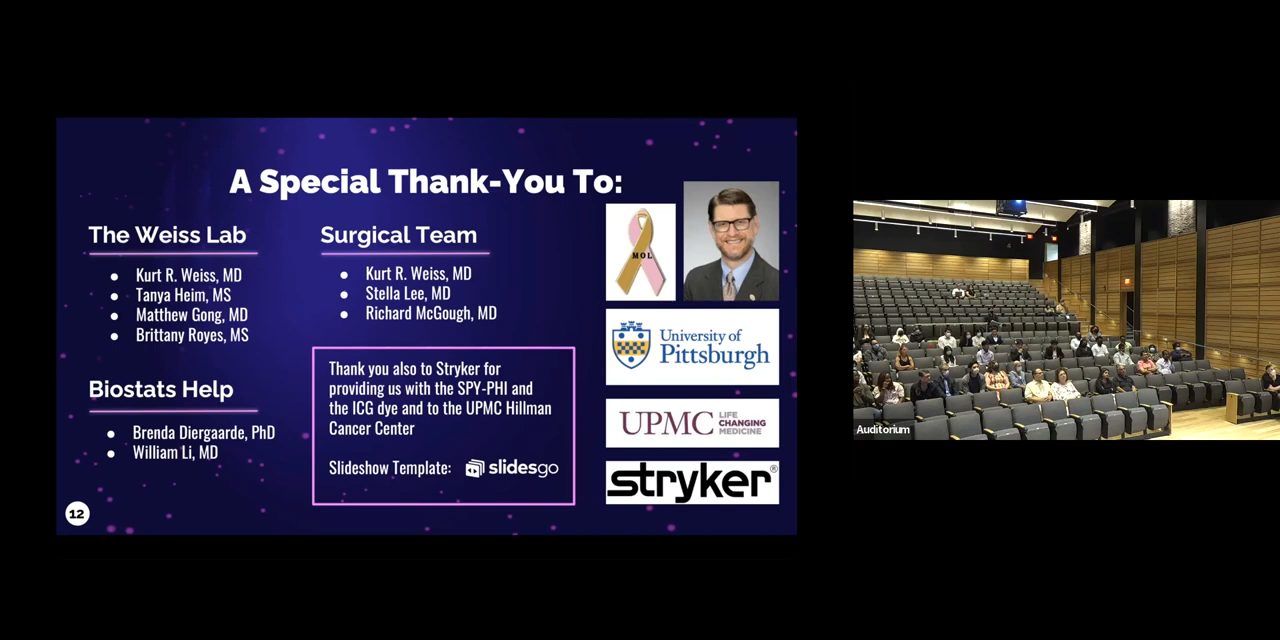 A Special Thank-You To:
The Weiss Lab
Kurt R. Weiss, MD
Tanya Heim, MS
Matthew Gong, MD
Brittany Royes, MS
Biostats Help
Brenda Diergaarde, PhD
William Li, MD
Surgical Team
Kurt R. Weiss, MD
Stella Lee, MD
Richard McGough, MD
Thank you also to Stryker for
providing us with the SPY-PHI and
the ICG dye and to the UPMC Hillman
Cancer Center
Slideshow Template: slidesgo
MOL
University of
Pittsburgh
UPMC LIFE
CHANGING
MEDICINE
stryker®
12
Auditorium